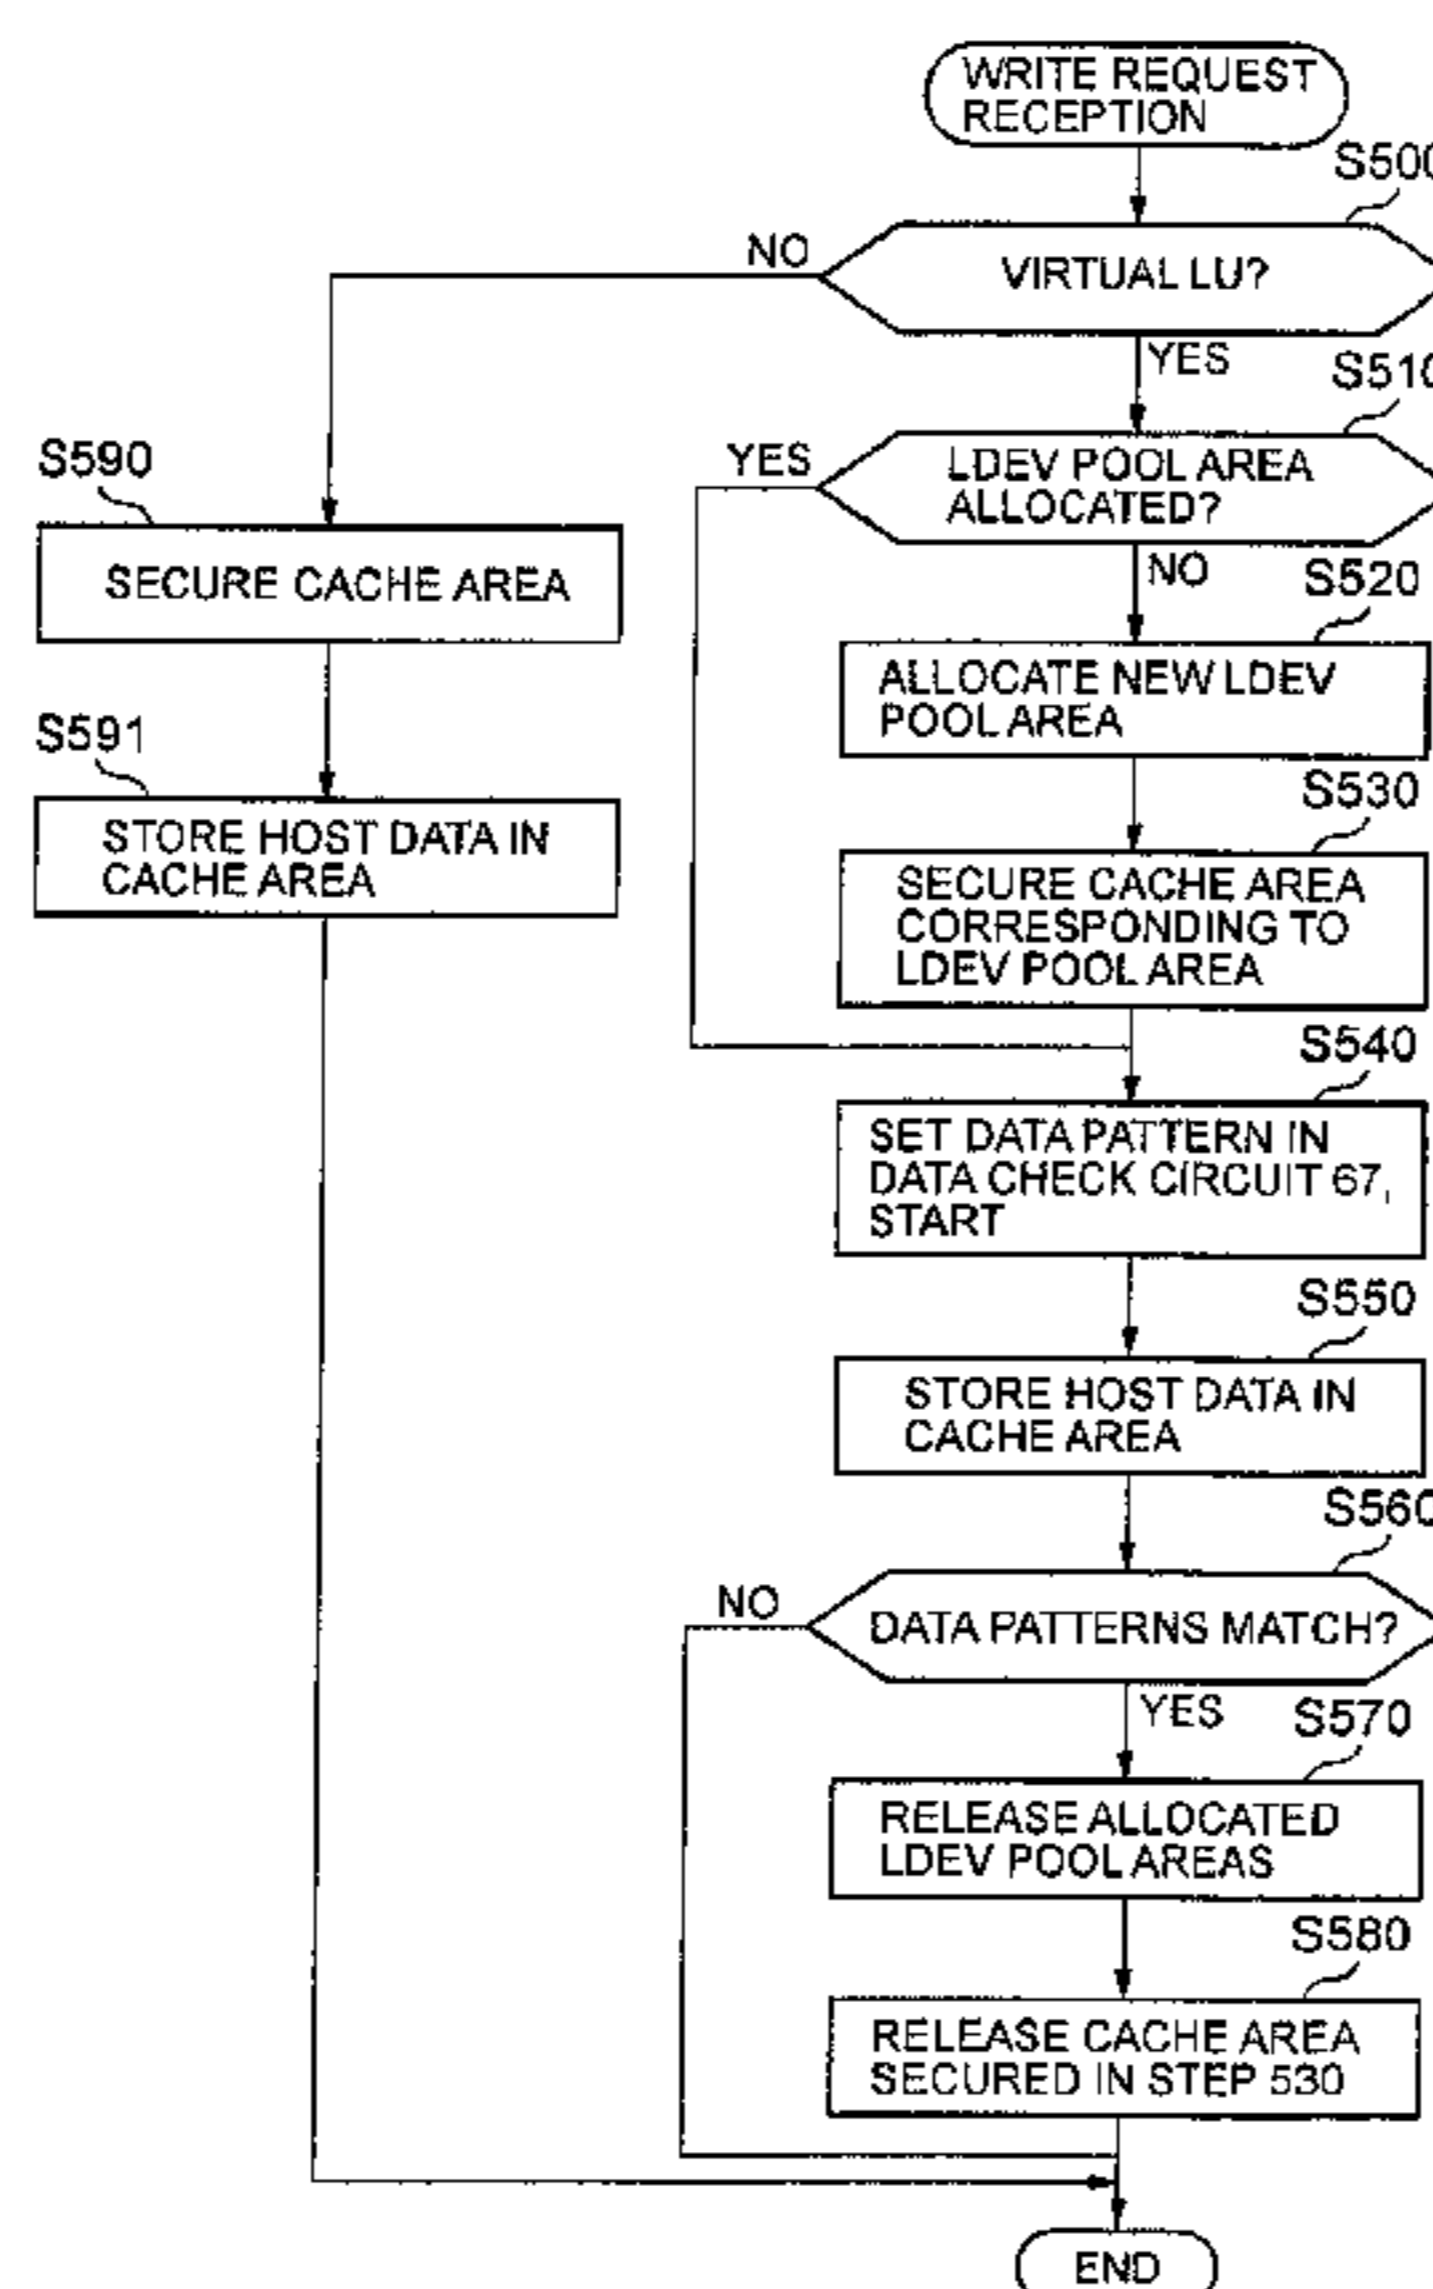 WRITE REQUEST
RECEPTION
S500
NO
VIRTUAL LU?
YES
S510
YES
LDEV POOL AREA
ALLOCATED?
NO
S520
ALLOCATE NEW LDEV
POOL AREA
S530
SECURE CACHE AREA
CORRESPONDING TO
LDEV POOL AREA
S590
SECURE CACHE AREA
S591
STORE HOST DATA IN
CACHE AREA
S540
SET DATA PATTERN IN
DATA CHECK CIRCUIT 67,
START
S550
STORE HOST DATA IN
CACHE AREA
S560
NO
DATA PATTERNS MATCH?
YES
S570
RELEASE ALLOCATED
LDEV POOL AREAS
S580
RELEASE CACHE AREA
SECURED IN STEP 530
END